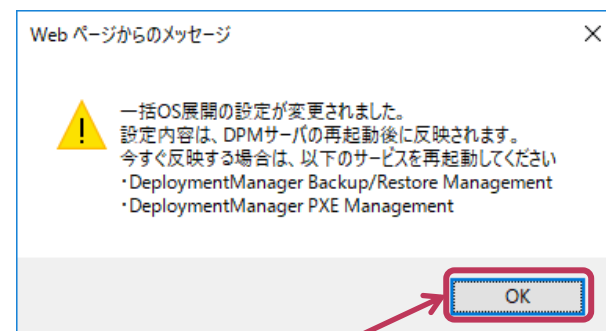 Web ページからのメッセージ
一括OS展開の設定が変更されました。
設定内容は、DPMサーバの再起動後に反映されます。
今すぐ反映する場合は、以下のサービスを再起動してください
・DeploymentManager Backup/Restore Management
・DeploymentManager PXE Management
OK